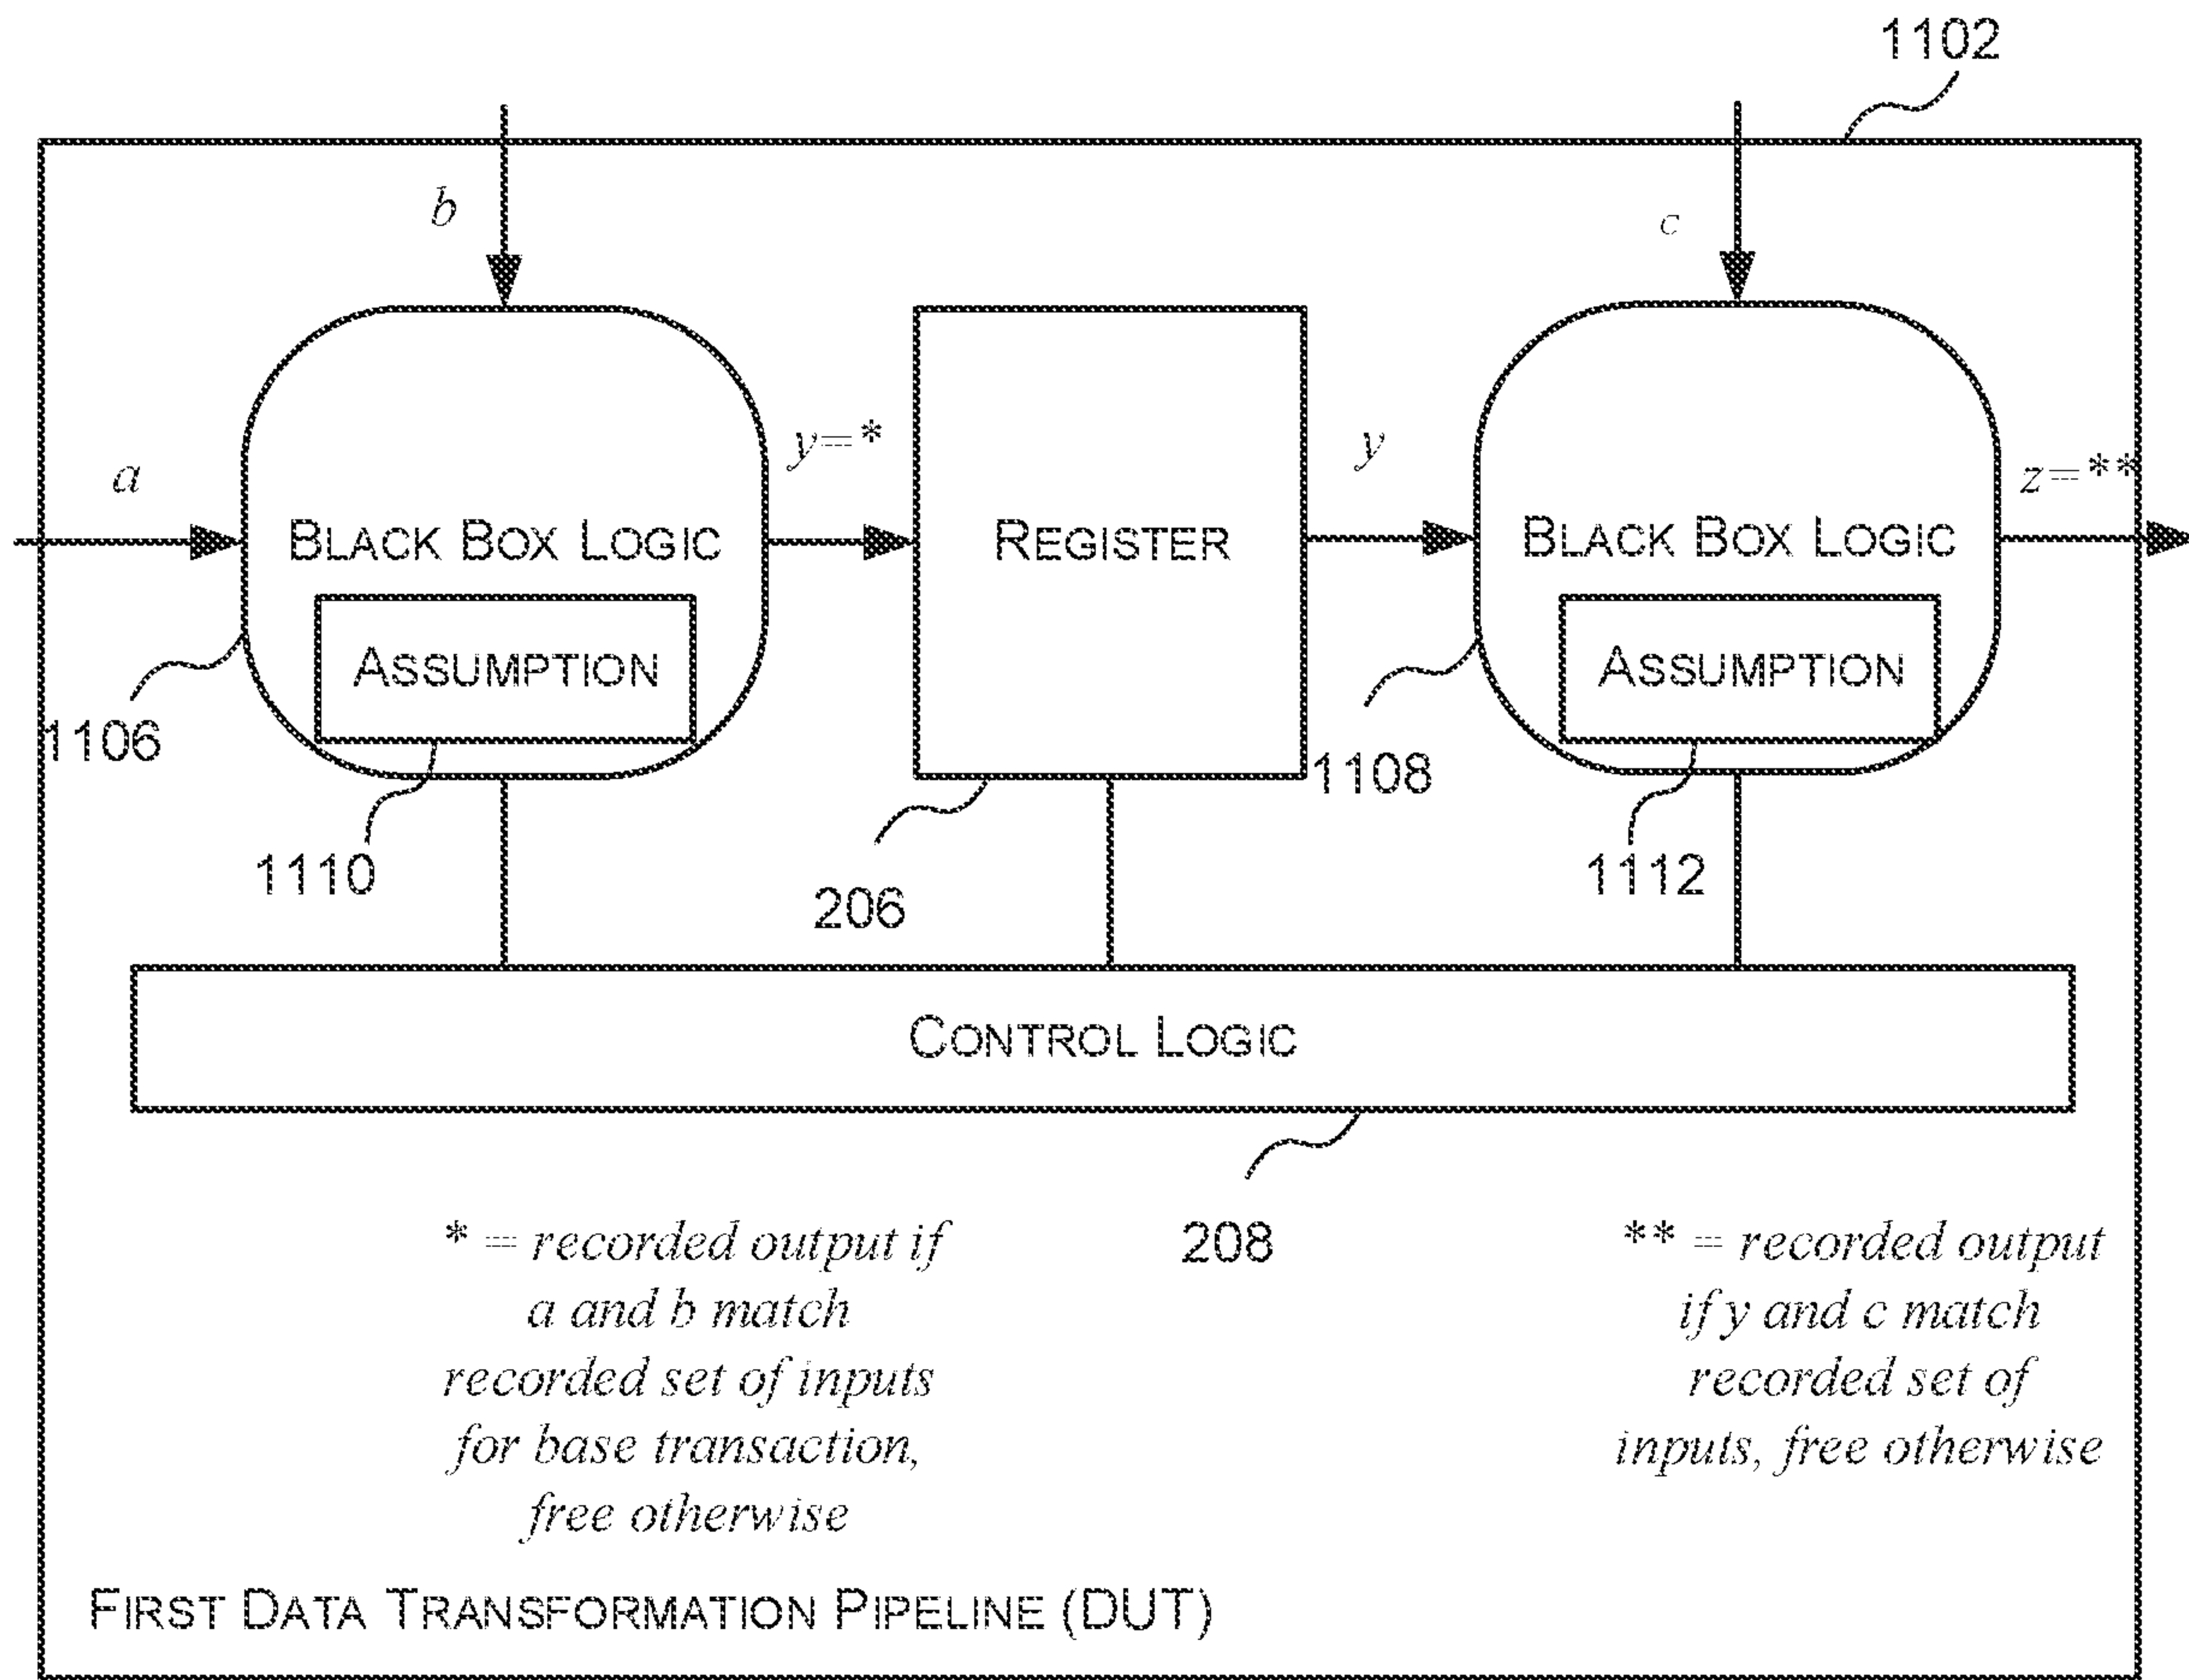 1102
b
c
a
y=*
y
z=**
BLACK BOX LOGIC
REGISTER
BLACK BOX LOGIC
ASSUMPTION
ASSUMPTION
1106
1108
1110
206
1112
CONTROL LOGIC
208
* = recorded output if
a and b match
recorded set of inputs
for base transaction,
free otherwise
** = recorded output
if y and c match
recorded set of
inputs, free otherwise
FIRST DATA TRANSFORMATION PIPELINE (DUT)